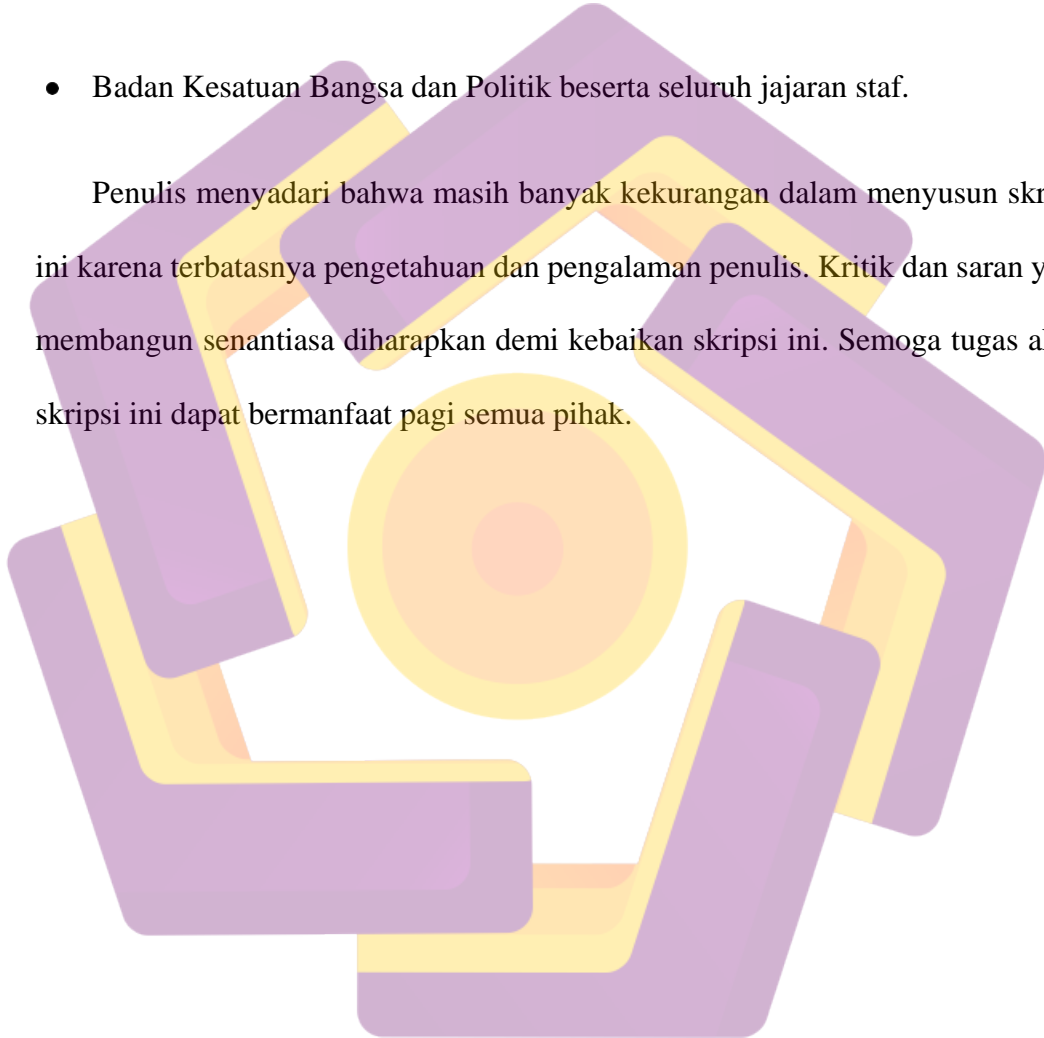 • Badan Kesatuan Bangsa dan Politik beserta seluruh jajaran staf.
Penulis menyadari bahwa masih banyak kekurangan dalam menyusun
ini karena terbatasnya pengetahuan dan pengalaman penulis. Kritik dan saran
membangun senantiasa diharapkan demi kebaikan skripsi ini. Semoga tugas
skripsi ini dapat bermanfaat pagi semua pihak.